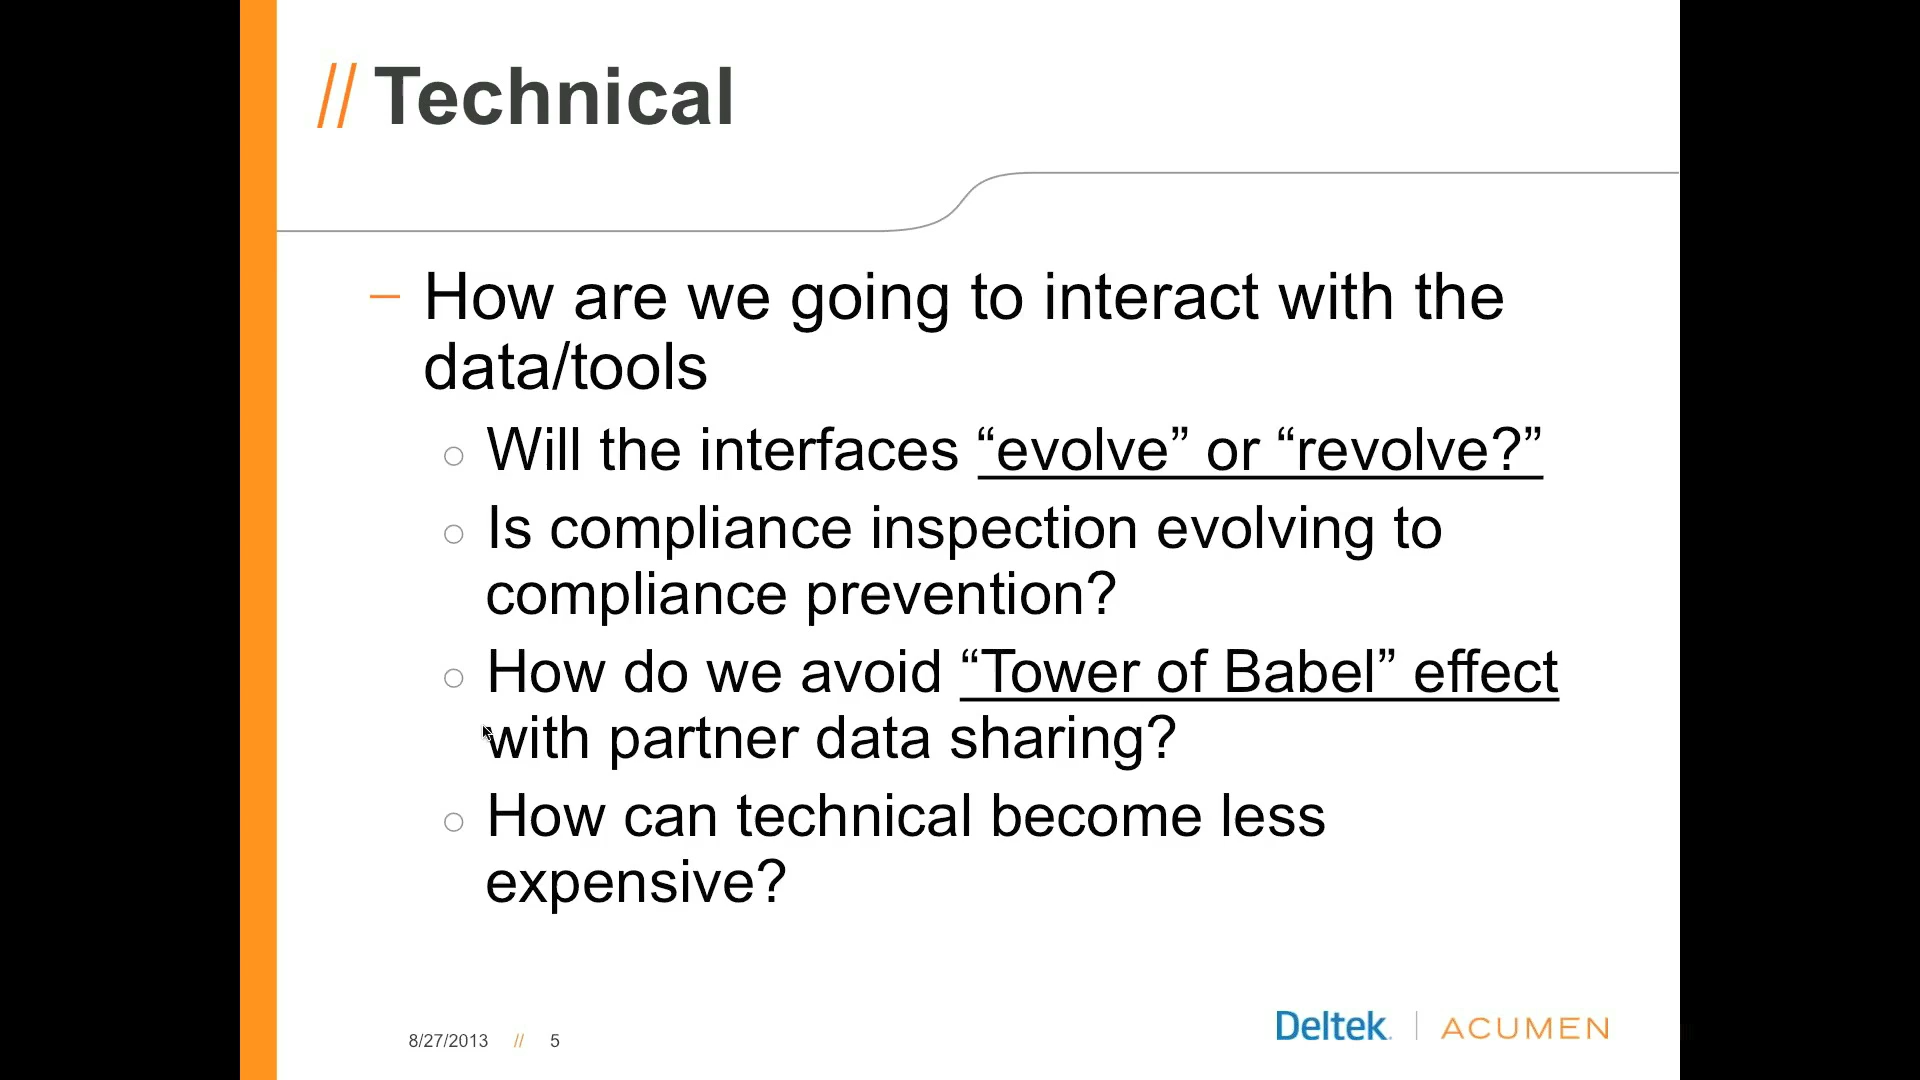 // Technical
– How are we going to interact with the
data/tools
○ Will the interfaces “evolve” or “revolve?”
○ Is compliance inspection evolving to
compliance prevention?
○ How do we avoid “Tower of Babel” effect
with partner data sharing?
○ How can technical become less
expensive?
8/27/2013 // 5
Deltek. | ACUMEN